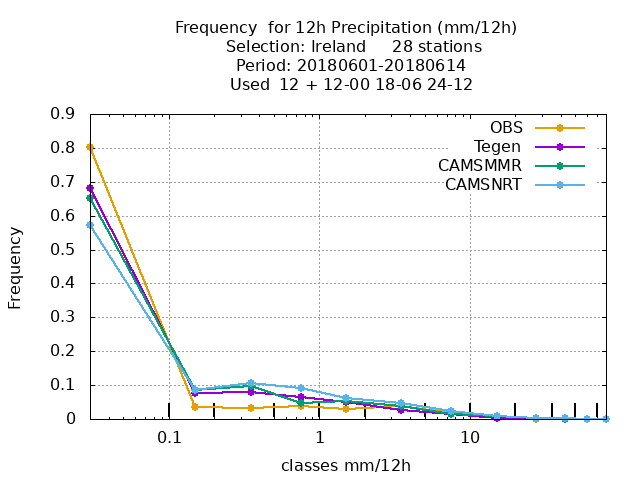 Frequency  for 12h Precipitation (mm/12h)
Selection: Ireland     28 stations
Period: 20180601-20180614
Used  12 + 12-00 18-06 24-12
OBS
Tegen
CAMSMMR
CAMSNRT
Frequency
0.9
0.8
0.7
0.6
0.5
0.4
0.3
0.2
0.1
0
0.1 1 10
classes mm/12h